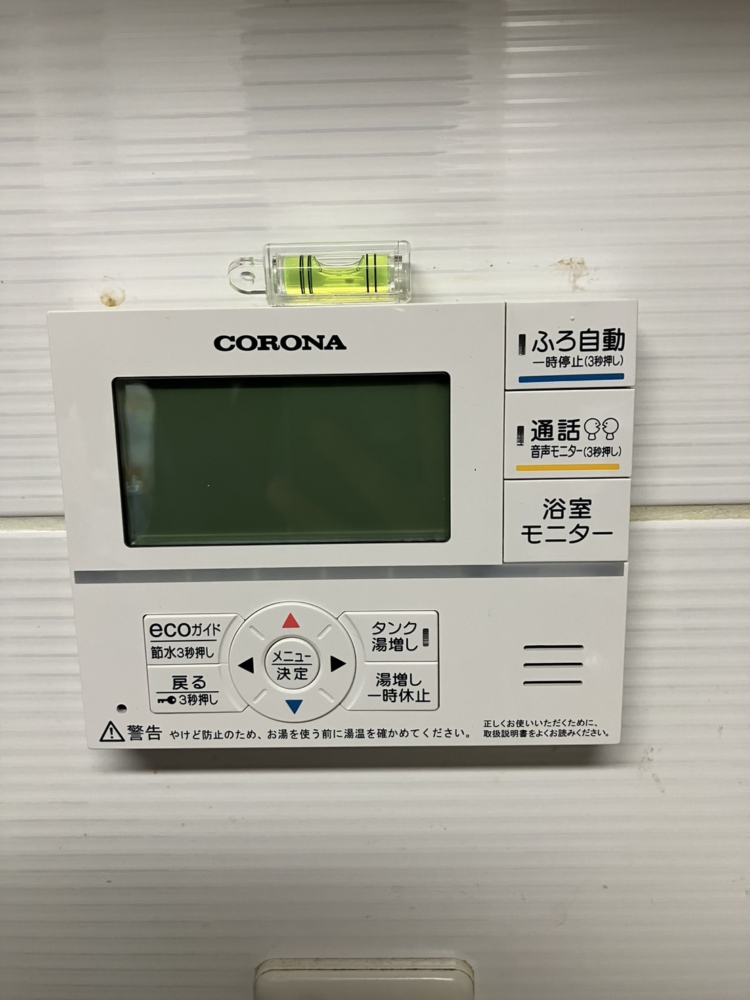 CORONA
ふろ自動
一時停止(3秒押し)
通話
音声モニター(3秒押し)
浴室
モニター
ecoガイド
節水3秒押し
戻る
3秒押し
メニュー
決定
タンク
湯増し
湯増し
一時休止
警告 やけど防止のため、お湯を使う前に湯温を確かめてください。
正しくお使いいただくために、
取扱説明書をよくお読みください。